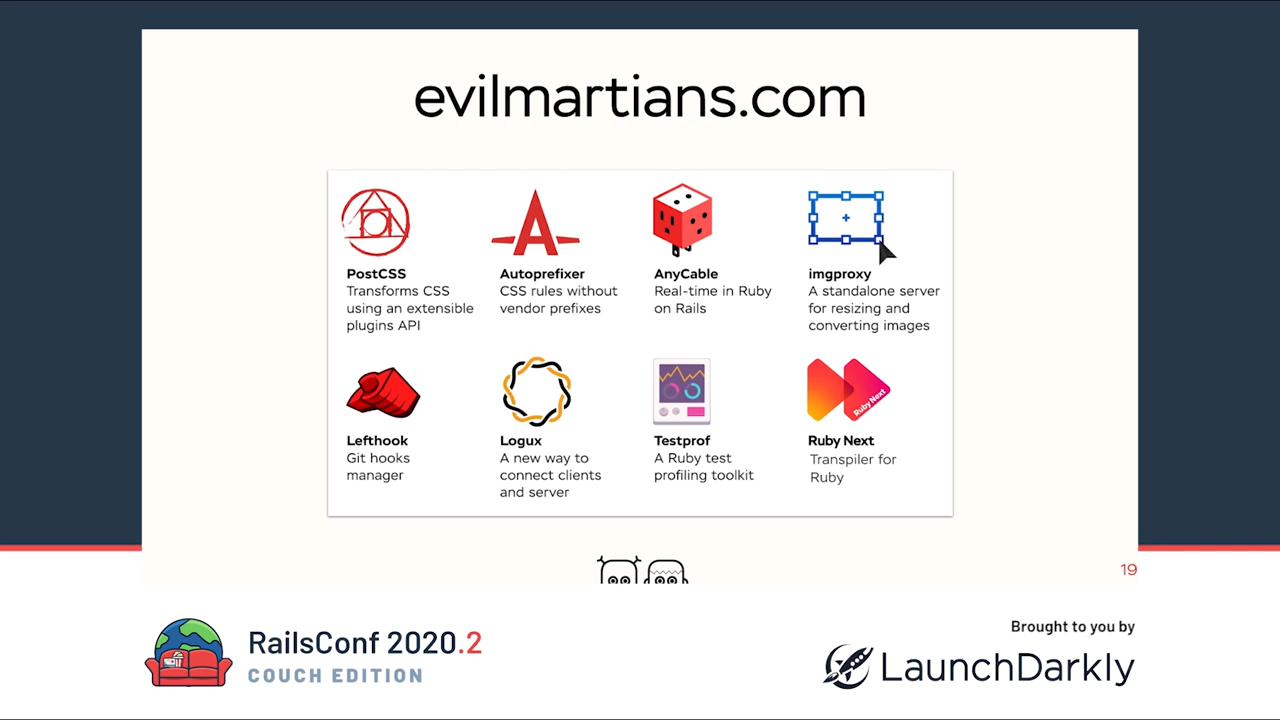 evilmartians.com
PostCSS
Transforms CSS
using an extensible
plugins API
Autoprefixer
CSS rules without
vendor prefixes
AnyCable
Real-time in Ruby
on Rails
imgproxy
A standalone server
for resizing and
converting images
Lefthook
Git hooks
manager
Logux
A new way to
connect clients
and server
Testprof
A Ruby test
profiling toolkit
Ruby Next
Ruby Next
Transpiler for
Ruby
19
RailsConf 2020.2
COUCH EDITION
Brought to you by
LaunchDarkly